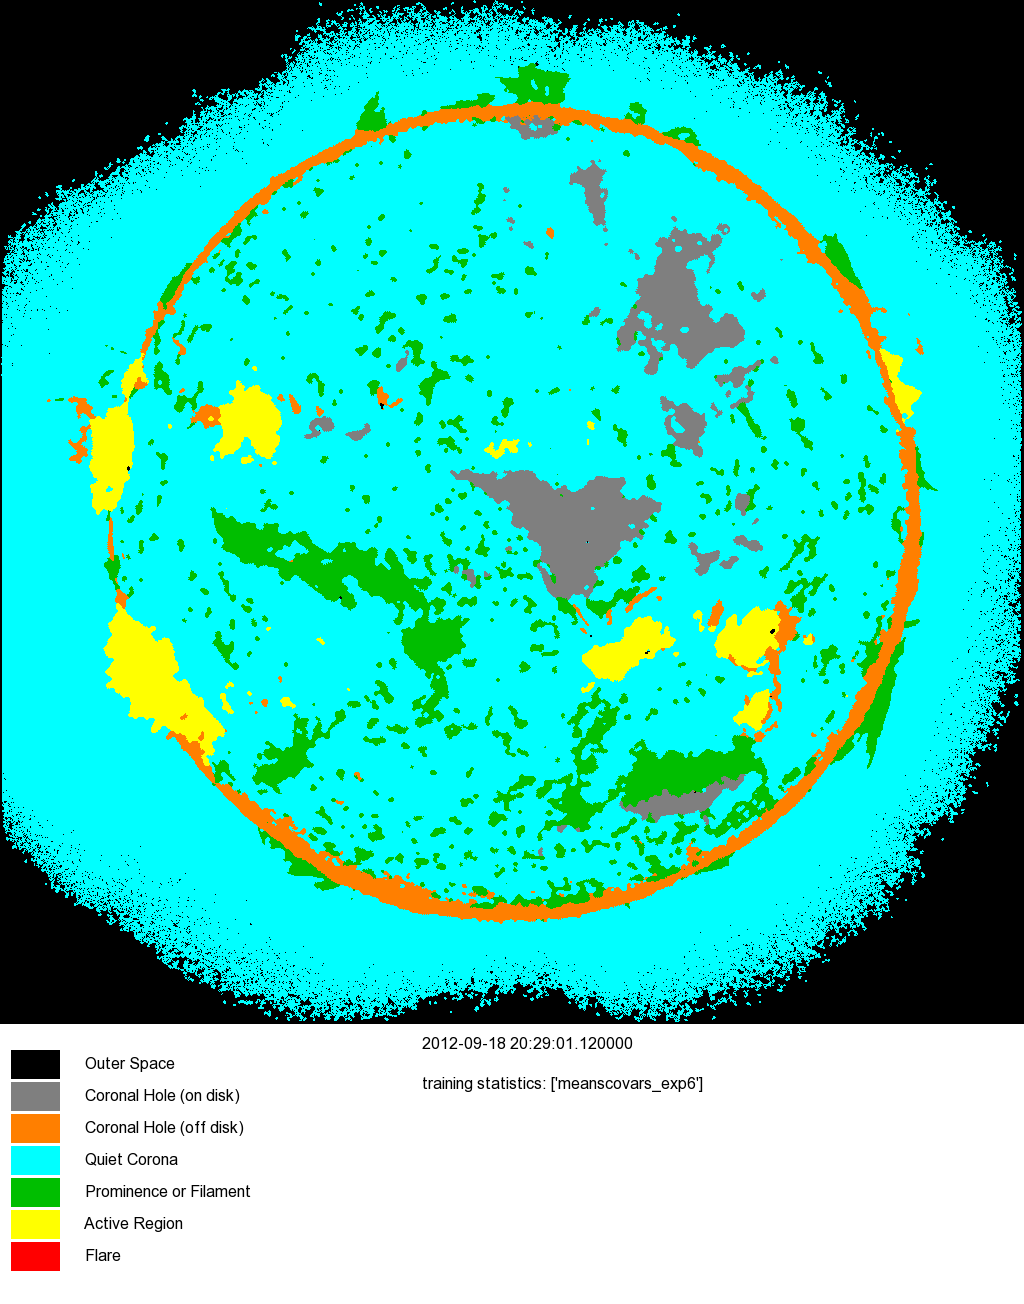 2012-09-18 20:29:01.120000
training statistics: ['meanscovars_exp6']
Outer Space
Coronal Hole (on disk)
Coronal Hole (off disk)
Quiet Corona
Prominence or Filament
Active Region
Flare